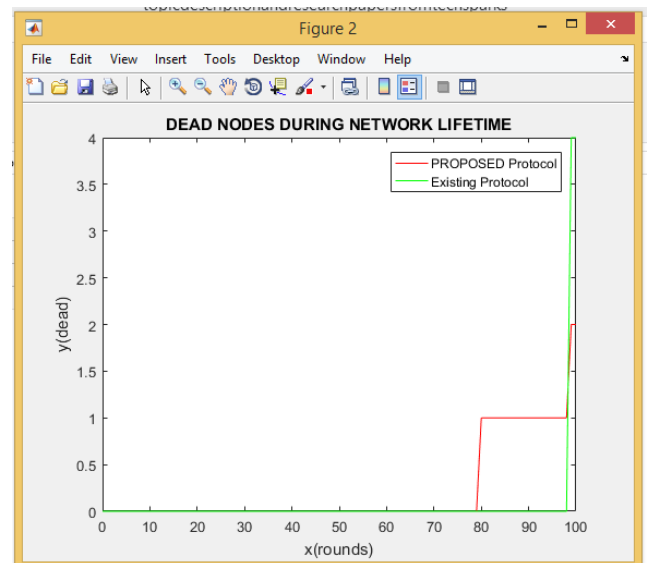 topicdescriptionandresearchpapersfromtechsparks
Figure 2
File Edit View Insert Tools Desktop Window Help
DEAD NODES DURING NETWORK LIFETIME
PROPOSED Protocol
Existing Protocol
4
3.5
3
2.5
2
1.5
1
0.5
0
y(dead)
0 10 20 30 40 50 60 70 80 90 100
x(rounds)